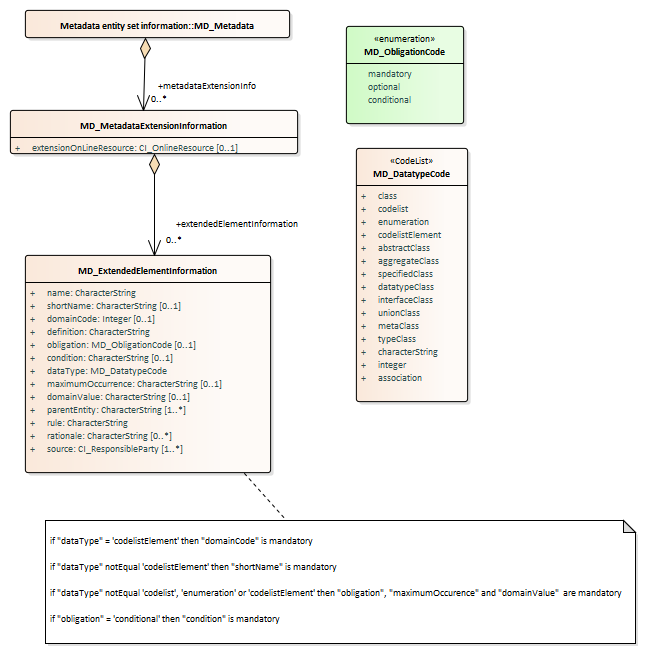 Metadata entity set information::MD_Metadata
+metadataExtensionInfo
0..*
MD_MetadataExtensionInformation
+ extensionOnLineResource: CI_OnlineResource [0..1]
+extendedElementInformation
0..*
MD_ExtendedElementInformation
+ name: CharacterString
+ shortName: CharacterString [0..1]
+ domainCode: Integer [0..1]
+ definition: CharacterString
+ obligation: MD_ObligationCode [0..1]
+ condition: CharacterString [0..1]
+ dataType: MD_DatatypeCode
+ maximumOccurrence: CharacterString [0..1]
+ domainValue: CharacterString [0..1]
+ parentEntity: CharacterString [1..*]
+ rule: CharacterString
+ rationale: CharacterString [0..*]
+ source: CI_ResponsibleParty [1..*]
«enumeration»
MD_ObligationCode
mandatory
optional
conditional
«CodeList»
MD_DatatypeCode
+ class
+ codelist
+ enumeration
+ codelistElement
+ abstractClass
+ aggregateClass
+ specifiedClass
+ datatypeClass
+ interfaceClass
+ unionClass
+ metaClass
+ typeClass
+ characterString
+ integer
+ association
if "dataType" = 'codelistElement' then "domainCode" is mandatory
if "dataType" notEqual 'codelistElement' then "shortName" is mandatory
if "dataType" notEqual 'codelist', 'enumeration' or 'codelistElement' then "obligation", "maximumOccurence" and "domainValue" are mandatory
if "obligation" = 'conditional' then "condition" is mandatory